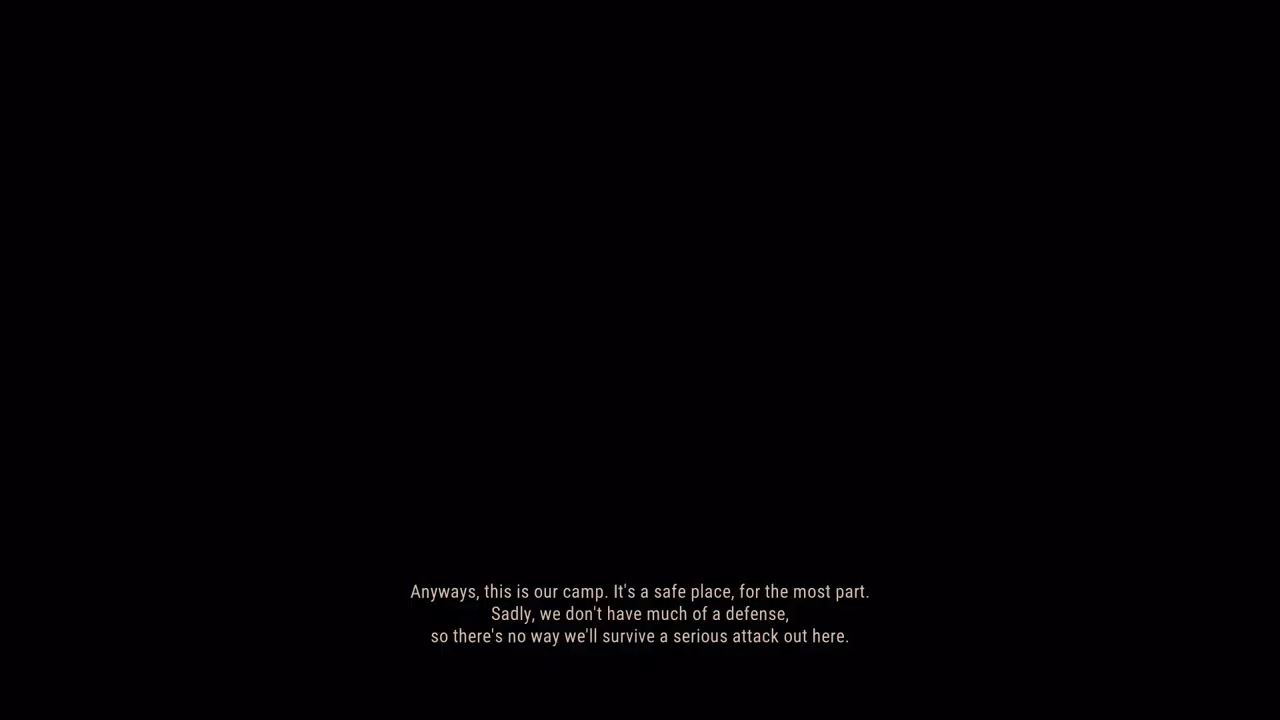 Anyways, this is our camp. It's a safe place, for the most part.
Sadly, we don't have much of a defense,
so there's no way we'll survive a serious attack out here.